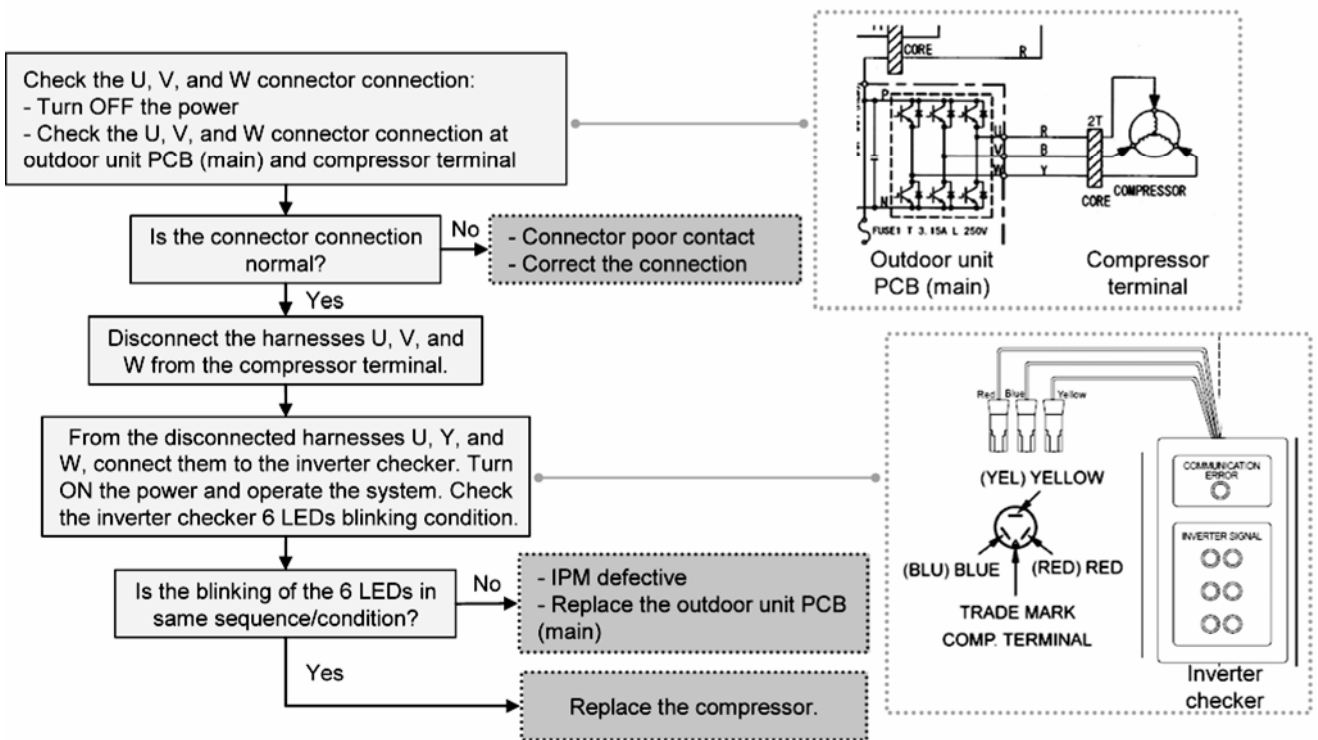 Check the U, V, and W connector connection:
- Turn OFF the power
- Check the U, V, and W connector connection at
outdoor unit PCB (main) and compressor terminal
Is the connector connection
normal?
No
- Connector poor contact
- Correct the connection
Yes
Disconnect the harnesses U, V, and
W from the compressor terminal.
From the disconnected harnesses U, Y, and
W, connect them to the inverter checker. Turn
ON the power and operate the system. Check
the inverter checker 6 LEDs blinking condition.
Is the blinking of the 6 LEDs in
same sequence/condition?
No
- IPM defective
- Replace the outdoor unit PCB
(main)
Yes
Replace the compressor.
CORE
R
P
U
R
2T
V
B
W
Y
N
CORE
COMPRESSOR
FUSE1 T 3.15A L 250V
Outdoor unit
PCB (main)
Compressor
terminal
Red
Blue
Yellow
(YEL) YELLOW
(BLU) BLUE
(RED) RED
TRADE MARK
COMP. TERMINAL
COMMUNICATION
ERROR
INVERTER SIGNAL
Inverter
checker